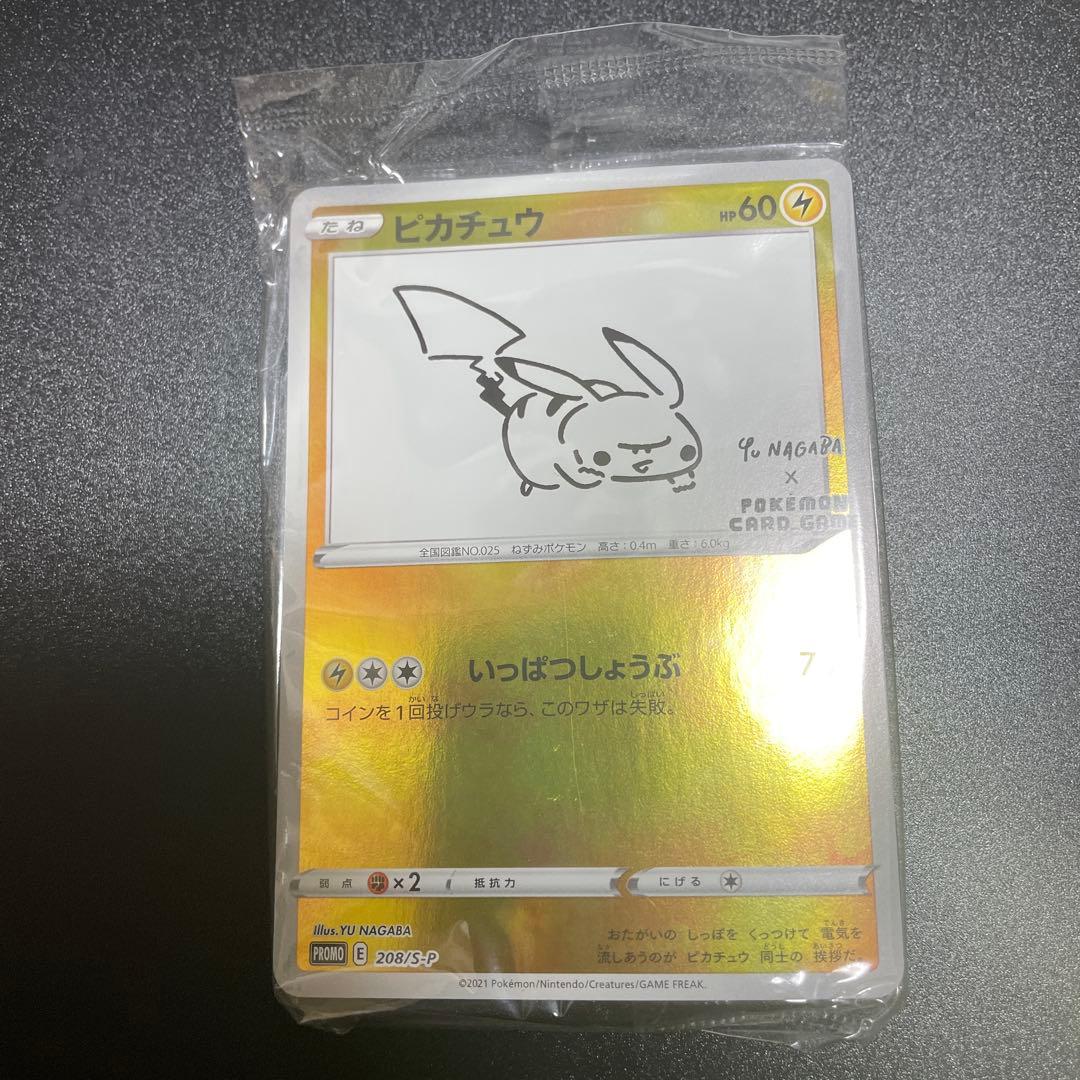 たね ピカチュウ HP60
Yu NAGABA
×
POKÉMON
CARD GAME
全国図鑑NO.025 ねずみポケモン 高さ:0.4m 重さ:6.0kg
いっぱつしょうぶ 7
コインを1回投げウラなら、このワザは失敗。
弱点 ×2 抵抗力 にげる
Illus.YU NAGABA
PROMO E 208/S-P
おたがいの しっぽを くっつけて 電気を
流しあうのが ピカチュウ 同士の 挨拶だ。
©2021 Pokémon/Nintendo/Creatures/GAME FREAK.